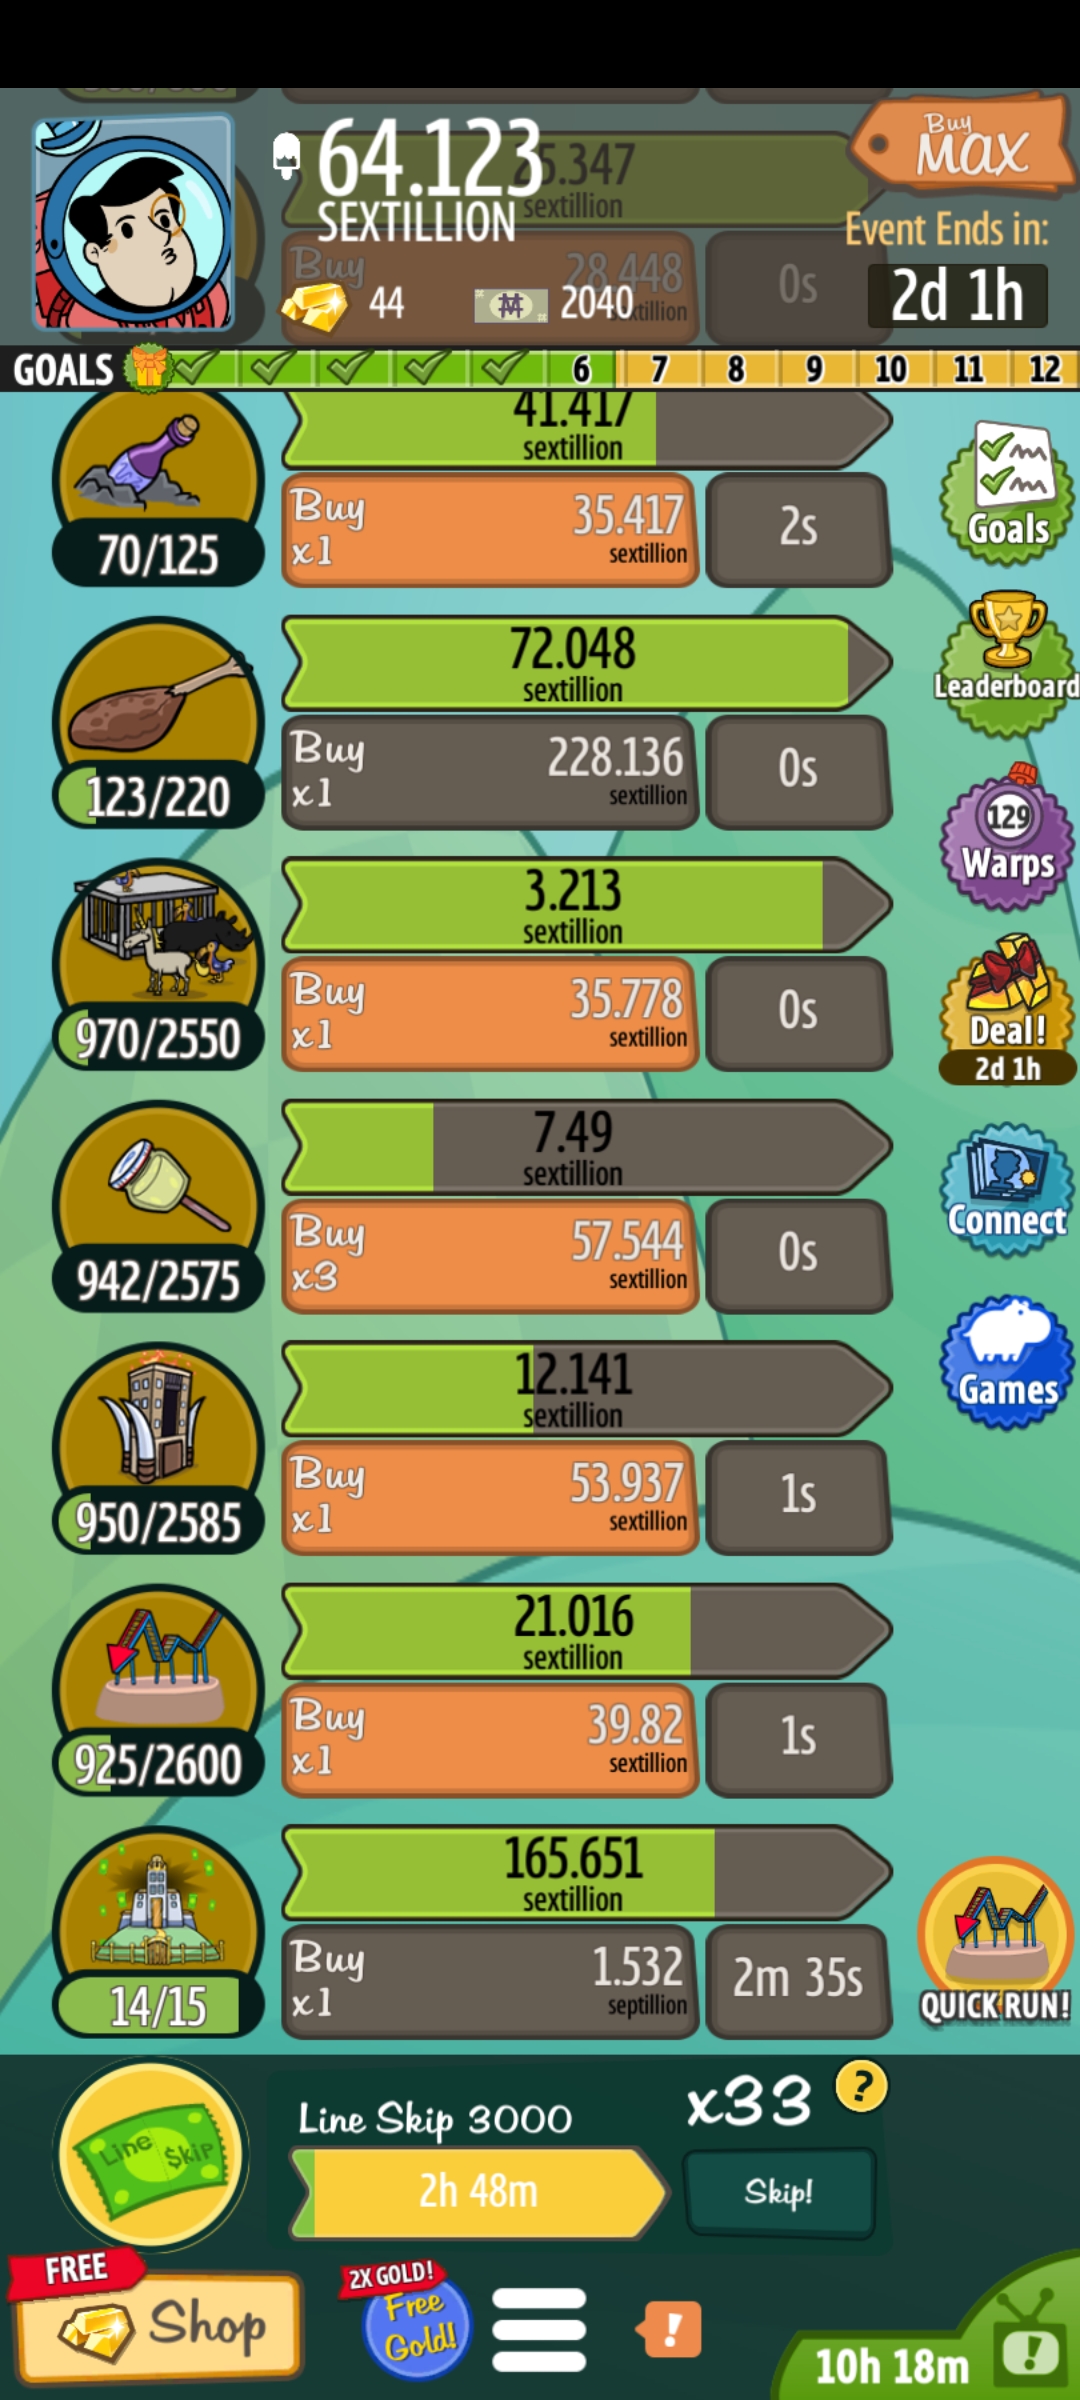 64.123
SEXTILLION
25.347
sextillion
Buy
MAX
Event Ends in:
2d 1h
Buy
28.448
0s
44
2040
GOALS
6
7
8
9
10
11
12
41.417
sextillion
Buy
x1
35.417
sextillion
2s
70/125
Goals
72.048
sextillion
Buy
x1
228.136
sextillion
0s
123/220
Leaderboard
3.213
sextillion
Buy
x1
35.778
sextillion
0s
970/2550
129
Warps
Deal!
2d 1h
7.49
sextillion
Buy
x3
57.544
sextillion
0s
942/2575
Connect
12.141
sextillion
Buy
x1
53.937
sextillion
1s
950/2585
Games
21.016
sextillion
Buy
x1
39.82
sextillion
1s
925/2600
165.651
sextillion
Buy
x1
1.532
septillion
2m 35s
14/15
QUICK RUN!
Line $kip
Line Skip 3000
2h 48m
x33
?
Skip!
FREE
Shop
2X GOLD!
Free
Gold!
!
10h 18m
!